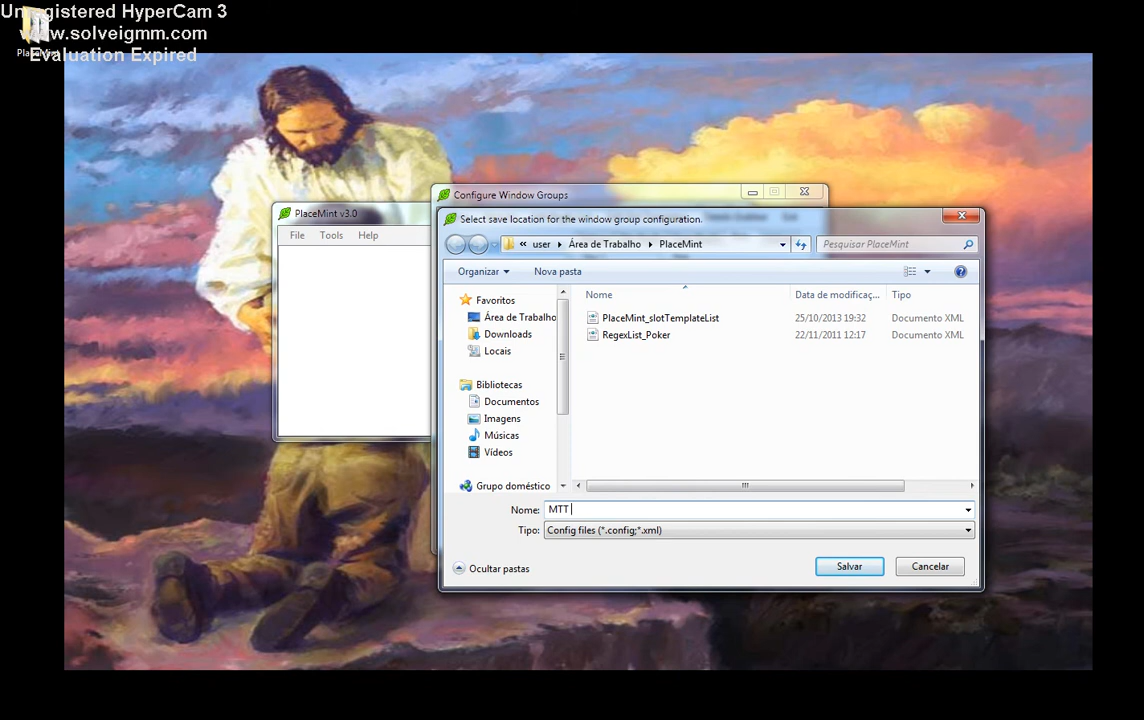 Unregistered HyperCam 3
www.solveigmm.com
Evaluation Expired
Configure Window Groups
PlaceMint v3.0
File Tools Help
Select save location for the window group configuration.
« user Área de Trabalho PlaceMint
Pesquisar PlaceMint
Organizar Nova pasta
Favoritos
Área de Trabalho
Downloads
Locais
Bibliotecas
Documentos
Imagens
Músicas
Vídeos
Grupo doméstico
Nome Data de modificaç... Tipo
PlaceMint_slotTemplateList 25/10/2013 19:32 Documento XML
RegexList_Poker 22/11/2011 12:17 Documento XML
Nome: MTT
Tipo: Config files (*.config;*.xml)
Ocultar pastas
Salvar Cancelar